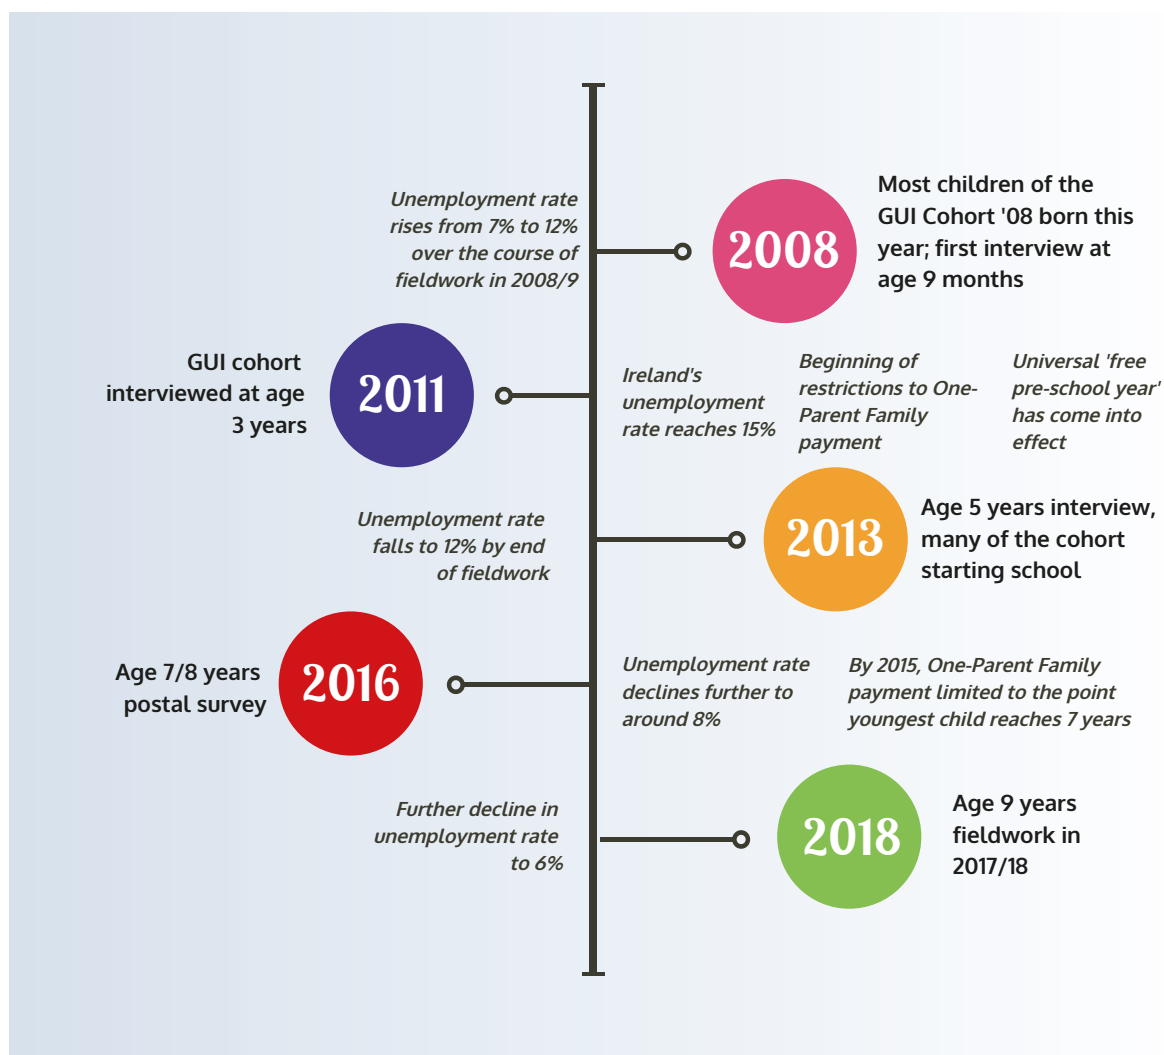 Unemployment rate
rises from 7% to 12%
over the course of
fieldwork in 2008/9
2008
Most children of the
GUI Cohort '08 born this
year; first interview at
age 9 months
GUI cohort
interviewed at age
3 years
2011
Ireland's
unemployment
rate reaches 15%
Beginning of
restrictions to One-
Parent Family
payment
Universal 'free
pre-school year'
has come into
effect
Unemployment rate
falls to 12% by end
of fieldwork
2013
Age 5 years interview,
many of the cohort
starting school
Age 7/8 years
postal survey
2016
Unemployment rate
declines further to
around 8%
By 2015, One-Parent Family
payment limited to the point
youngest child reaches 7 years
Further decline in
unemployment rate
to 6%
2018
Age 9 years
fieldwork in
2017/18